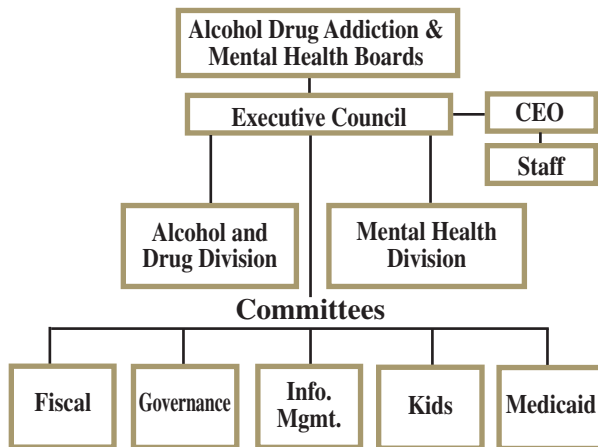 Alcohol Drug Addiction &
Mental Health Boards
Executive Council
CEO
Staff
Alcohol and
Drug Division
Mental Health
Division
Committees
Fiscal
Governance
Info.
Mgmt.
Kids
Medicaid